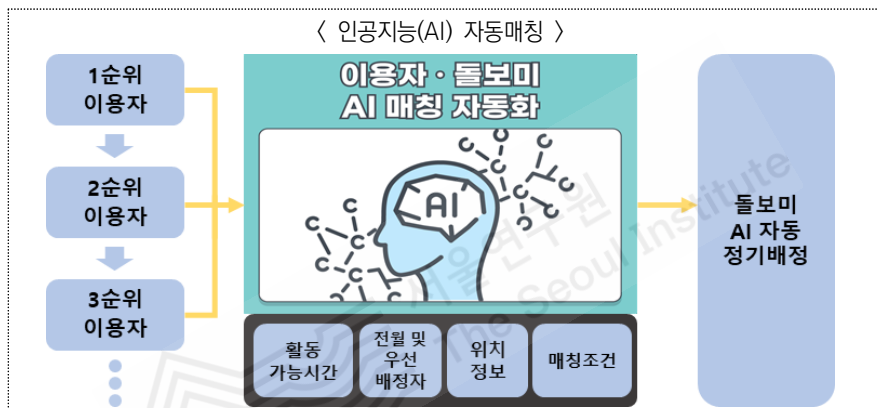 < 인공지능(AI) 자동매칭 >
1순위
이용자
2순위
이용자
3순위
이용자
이용자·돌보미
AI 매칭 자동화
AI
활동
가능시간
전월 및
우선
배정자
위치
정보
매칭조건
돌보미
AI 자동
정기배정
서울연구원
The Seoul Institute